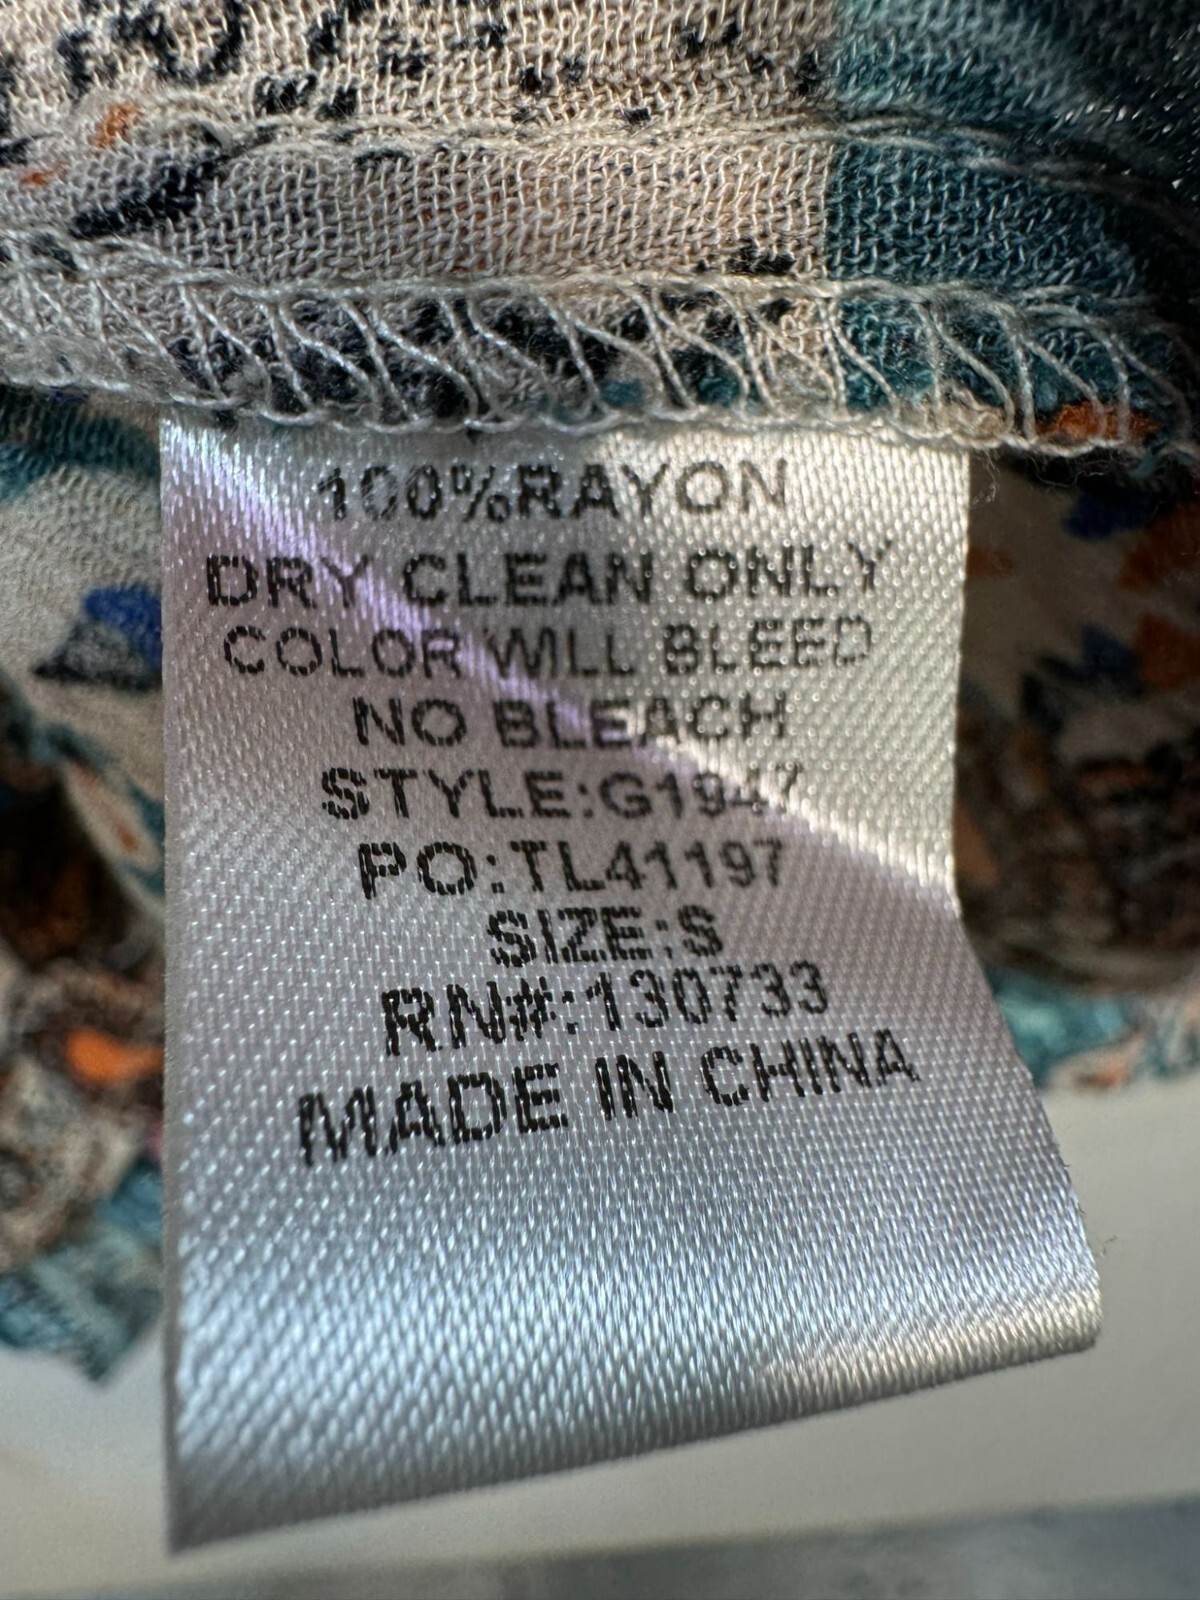 100%RAYON
DRY CLEAN ONLY
COLOR WILL BLEED
NO BLEACH
STYLE:G1947
PO:TL41197
SIZE:S
RN#:130733
MADE IN CHINA